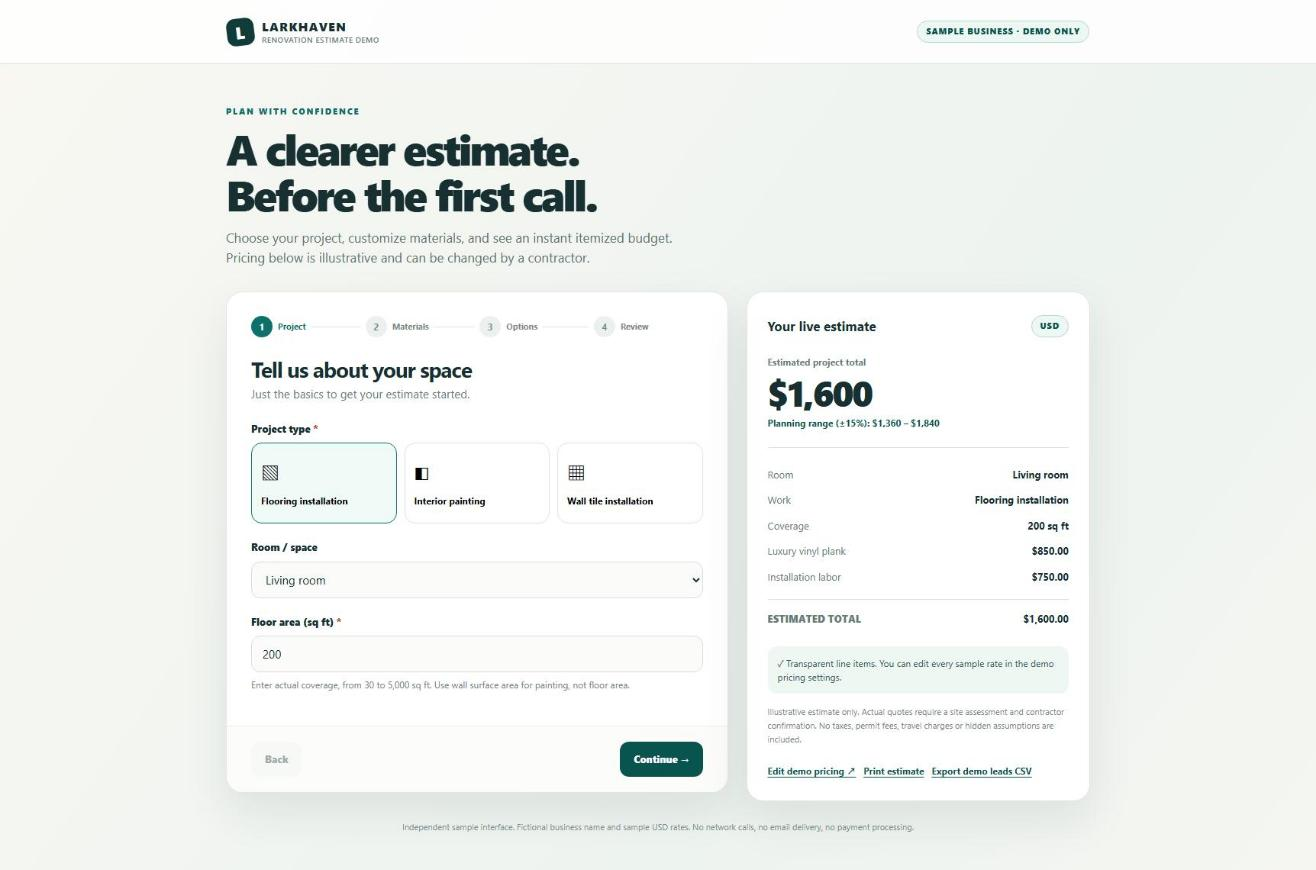 L
LARKHAVEN
RENOVATION ESTIMATE DEMO
SAMPLE BUSINESS · DEMO ONLY
PLAN WITH CONFIDENCE
A clearer estimate.
Before the first call.
Choose your project, customize materials, and see an instant itemized budget.
Pricing below is illustrative and can be changed by a contractor.
1 Project 2 Materials 3 Options 4 Review
Tell us about your space
Just the basics to get your estimate started.
Project type *
Flooring installation
Interior painting
Wall tile installation
Room / space
Living room
Floor area (sq ft) *
200
Enter actual coverage, from 30 to 5,000 sq ft. Use wall surface area for painting, not floor area.
Back
Continue →
Your live estimate
USD
Estimated project total
$1,600
Planning range (±15%): $1,360 – $1,840
Room Living room
Work Flooring installation
Coverage 200 sq ft
Luxury vinyl plank $850.00
Installation labor $750.00
ESTIMATED TOTAL $1,600.00
✓ Transparent line items. You can edit every sample rate in the demo
pricing settings.
Illustrative estimate only. Actual quotes require a site assessment and contractor
confirmation. No taxes, permit fees, travel charges or hidden assumptions are
included.
Edit demo pricing ↗ Print estimate Export demo leads CSV
Independent sample interface. Fictional business name and sample USD rates. No network calls, no email delivery, no payment processing.